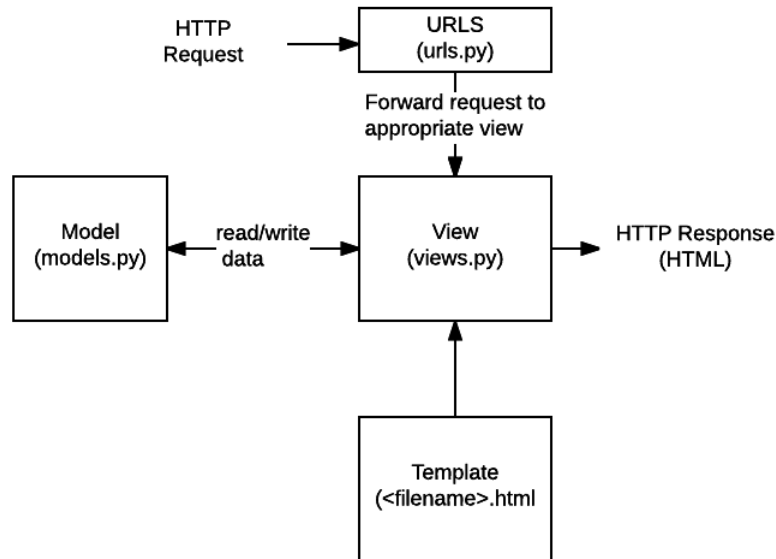 HTTP
Request
URLS
(urls.py)
Forward request to
appropriate view
Model
(models.py)
read/write
data
View
(views.py)
HTTP Response
(HTML)
Template
(<filename>.html